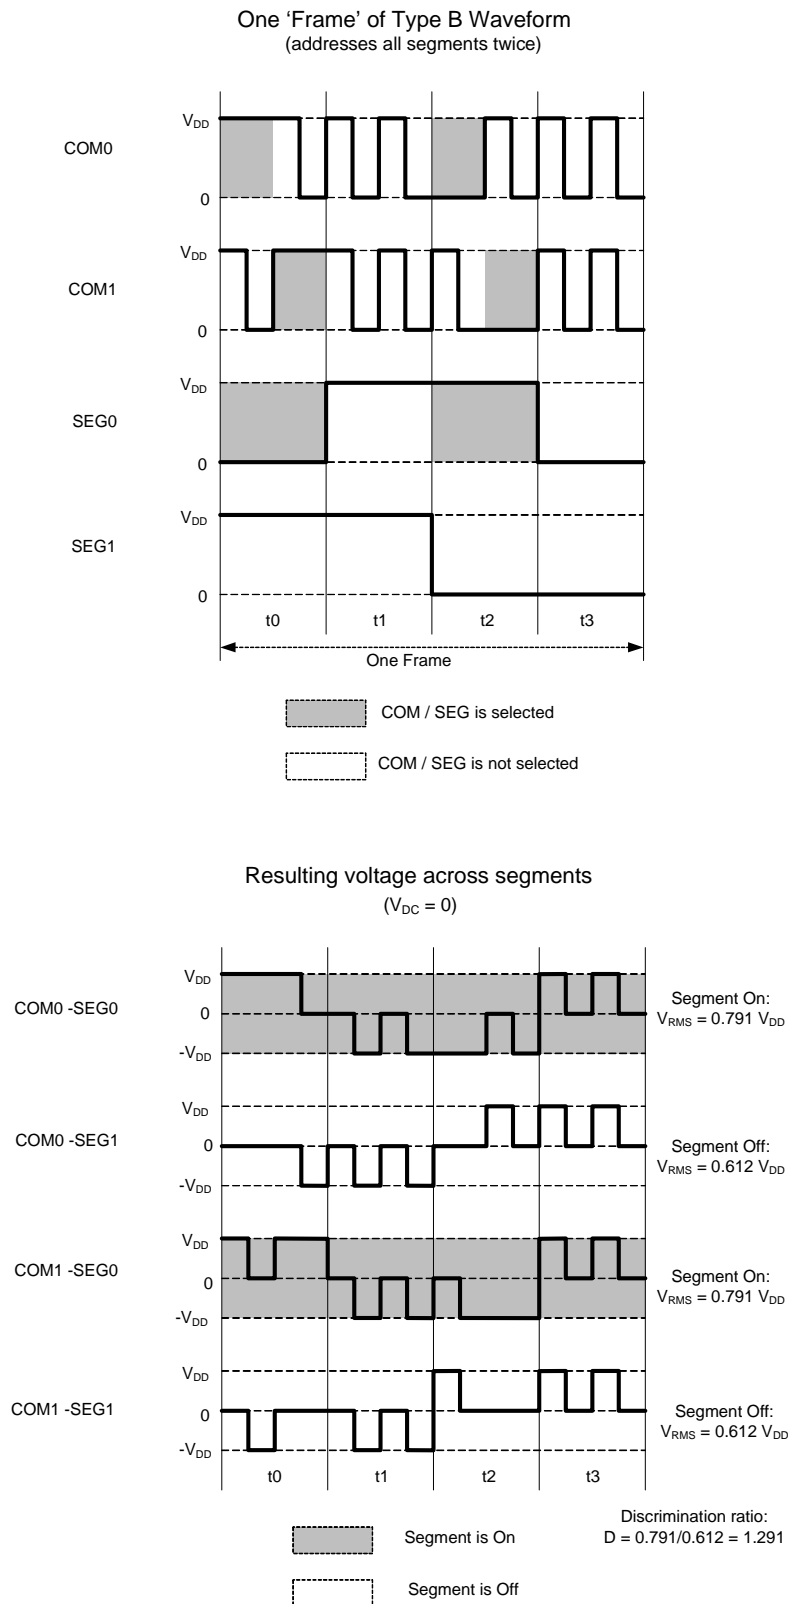 One ‘Frame’ of Type B Waveform
(addresses all segments twice)
VDD
COM0
0
VDD
COM1
0
VDD
SEG0
0
VDD
SEG1
0
t0 t1 t2 t3
One Frame
COM / SEG is selected
COM / SEG is not selected
Resulting voltage across segments
(VDC = 0)
VDD
COM0 -SEG0
0
-VDD
Segment On:
VRMS = 0.791 VDD
VDD
COM0 -SEG1
0
-VDD
Segment Off:
VRMS = 0.612 VDD
VDD
COM1 -SEG0
0
-VDD
Segment On:
VRMS = 0.791 VDD
VDD
COM1 -SEG1
0
-VDD
Segment Off:
VRMS = 0.612 VDD
t0 t1 t2 t3
Segment is On
Segment is Off
Discrimination ratio:
D = 0.791/0.612 = 1.291